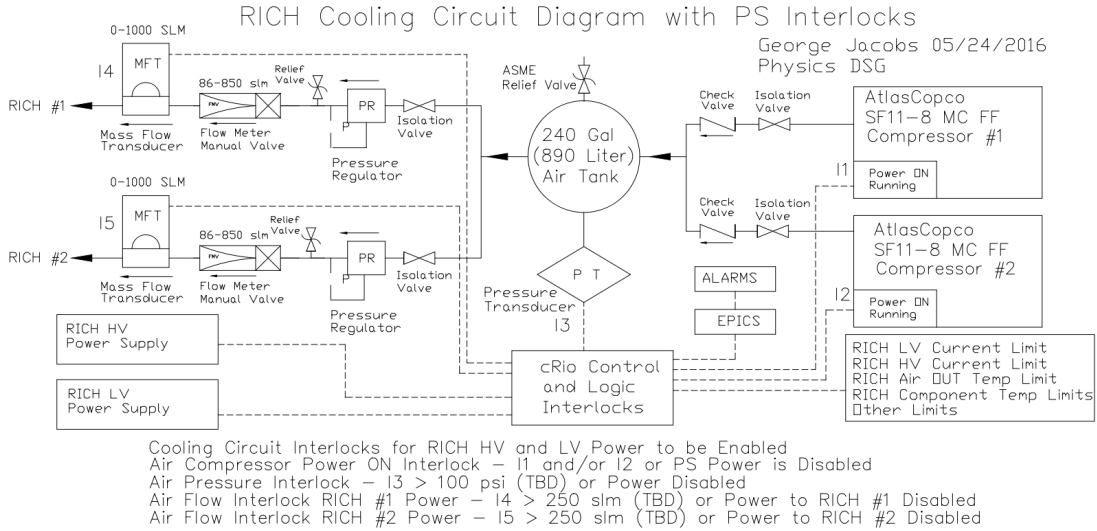 RICH Cooling Circuit Diagram with PS Interlocks
George Jacobs 05/24/2016
Physics DSG
0-1000 SLM
I4
MFT
RICH #1
Mass Flow
Transducer
86-850 slm
FMV
Flow Meter
Manual Valve
Relief
Valve
PR
P
Pressure
Regulator
Isolation
Valve
ASME
Relief Valve
240 Gal
(890 Liter)
Air Tank
Check
Valve
Isolation
Valve
AtlasCopco
SF11-8 MC FF
Compressor #1
I1
Power ON
Running
0-1000 SLM
I5
MFT
RICH #2
Mass Flow
Transducer
86-850 slm
FMV
Flow Meter
Manual Valve
Relief
Valve
PR
P
Pressure
Regulator
Isolation
Valve
P T
Pressure
Transducer
I3
Check
Valve
Isolation
Valve
AtlasCopco
SF11-8 MC FF
Compressor #2
I2
Power ON
Running
ALARMS
EPICS
RICH HV
Power Supply
RICH LV
Power Supply
cRio Control
and Logic
Interlocks
RICH LV Current Limit
RICH HV Current Limit
RICH Air OUT Temp Limit
RICH Component Temp Limits
Other Limits
Cooling Circuit Interlocks for RICH HV and LV Power to be Enabled
Air Compressor Power ON Interlock - I1 and/or I2 or PS Power is Disabled
Air Pressure Interlock - I3 > 100 psi (TBD) or Power Disabled
Air Flow Interlock RICH #1 Power - I4 > 250 slm (TBD) or Power to RICH #1 Disabled
Air Flow Interlock RICH #2 Power - I5 > 250 slm (TBD) or Power to RICH #2 Disabled